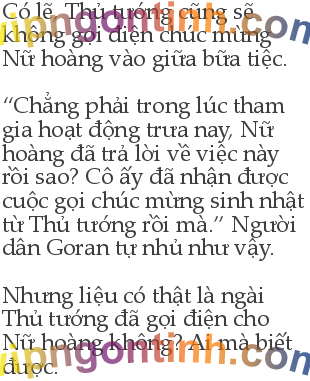 Có lẽ, Thủ tướng cũng sẽ
không gọi điện chúc mừng
Nữ hoàng vào giữa bữa tiệc.
“Chẳng phải trong lúc tham
gia hoạt động trưa nay, Nữ
hoàng đã trả lời về việc này
rồi sao? Cô ấy đã nhận được
cuộc gọi chúc mừng sinh nhật
từ Thủ tướng rồi mà.” Người
dân Goran tự nhủ như vậy.
Nhưng liệu có thật là ngài
Thủ tướng đã gọi điện cho
Nữ hoàng không? Ai mà biết
được.
vipngontinh.com
vipngontinh.com